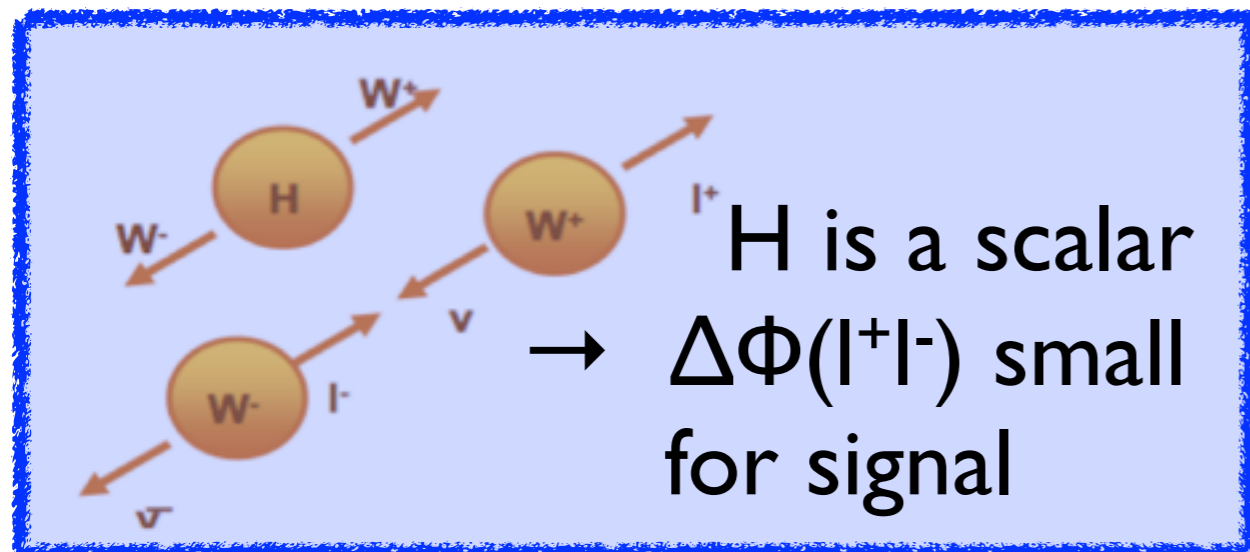 W⁺
H
W⁻
W⁺
l⁺
ν
W⁻
l⁻
ν̅
H is a scalar
→ ΔΦ(l⁺l⁻) small
for signal